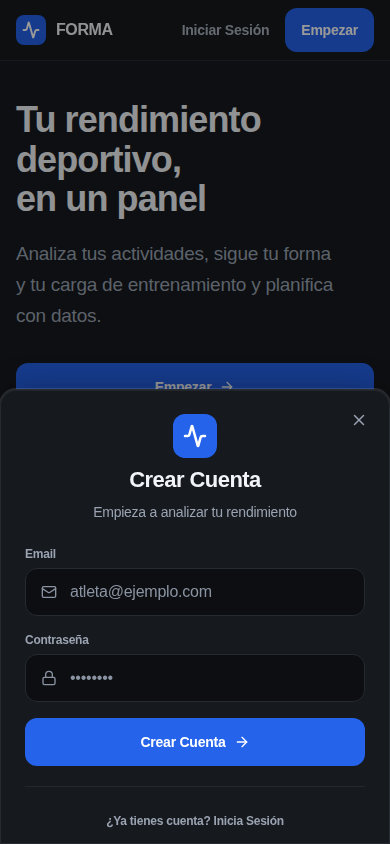 FORMA
Iniciar Sesión
Empezar
Tu rendimiento
deportivo,
en un panel
Analiza tus actividades, sigue tu forma
y tu carga de entrenamiento y planifica
con datos.
Empezar
Crear Cuenta
Empieza a analizar tu rendimiento
Email
atleta@ejemplo.com
Contraseña
••••••••
Crear Cuenta
¿Ya tienes cuenta? Inicia Sesión